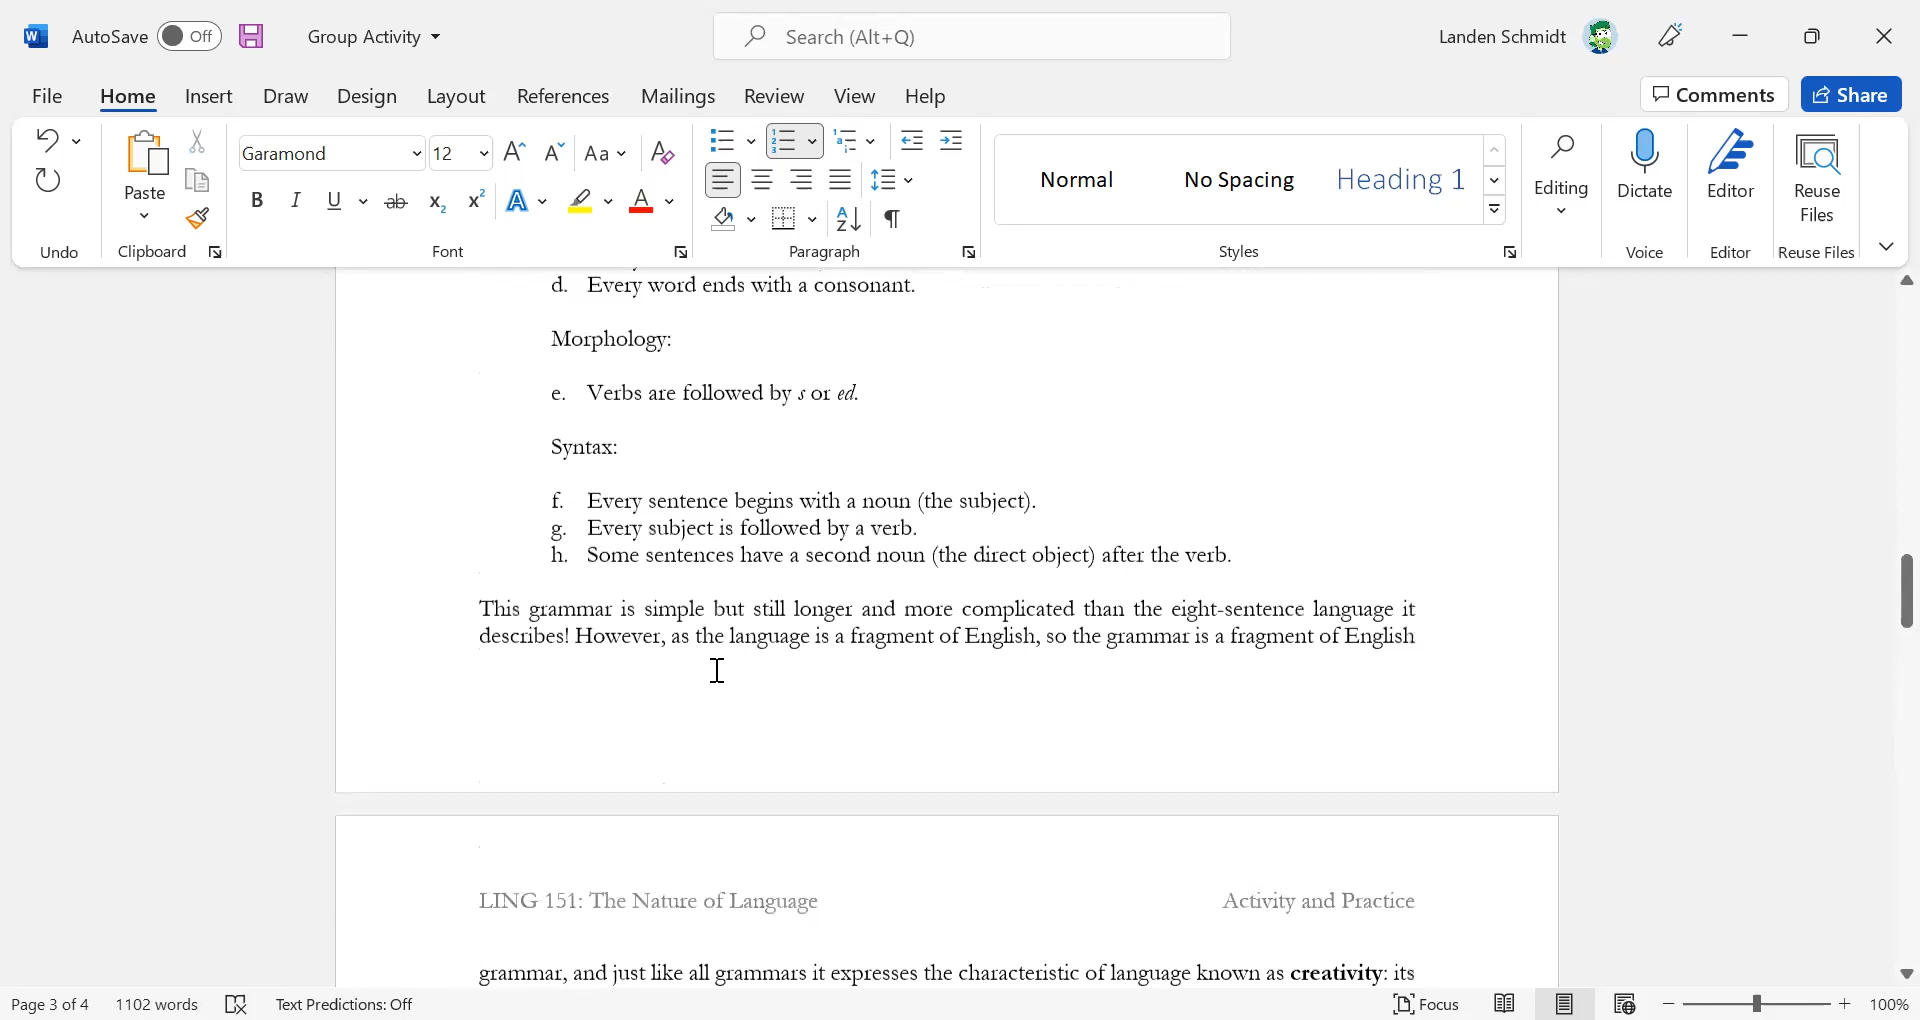 AutoSave Off Group Activity Search (Alt+Q) Landen Schmidt
File Home Insert Draw Design Layout References Mailings Review View Help Comments Share
Garamond 12 Aa
Paste B I U ab x₂ x² A A A Z ¶ Normal No Spacing Heading 1 Editing Dictate Editor Reuse Files
Undo Clipboard Font Paragraph Styles Voice Editor Reuse Files
d. Every word ends with a consonant.
Morphology:
e. Verbs are followed by s or ed.
Syntax:
f. Every sentence begins with a noun (the subject).
g. Every subject is followed by a verb.
h. Some sentences have a second noun (the direct object) after the verb.
This grammar is simple but still longer and more complicated than the eight-sentence language it
describes! However, as the language is a fragment of English, so the grammar is a fragment of English
LING 151: The Nature of Language Activity and Practice
grammar, and just like all grammars it expresses the characteristic of language known as creativity: its
Page 3 of 4 1102 words Text Predictions: Off Focus 100%